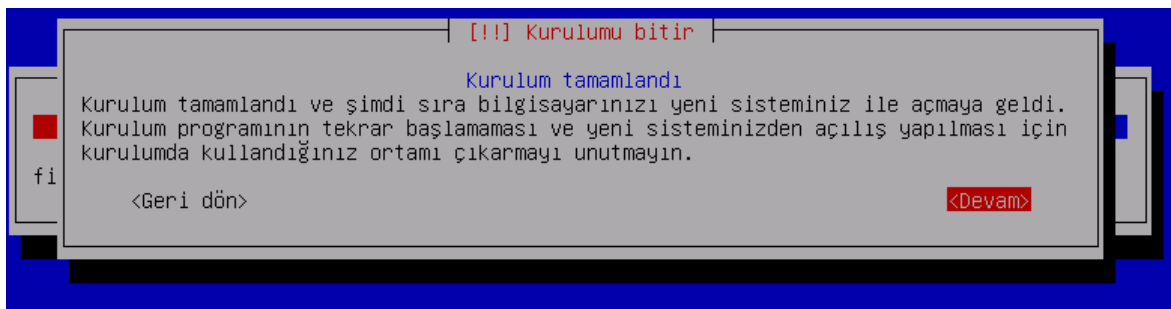 [!!] Kurulumu bitir
Kurulum tamamlandı
Kurulum tamamlandı ve şimdi sıra bilgisayarınızı yeni sisteminiz ile açmaya geldi.
Kurulum programının tekrar başlamaması ve yeni sisteminizden açılış yapılması için
kurulumda kullandığınız ortamı çıkarmayı unutmayın.
fi
<Geri dön> <Devam>